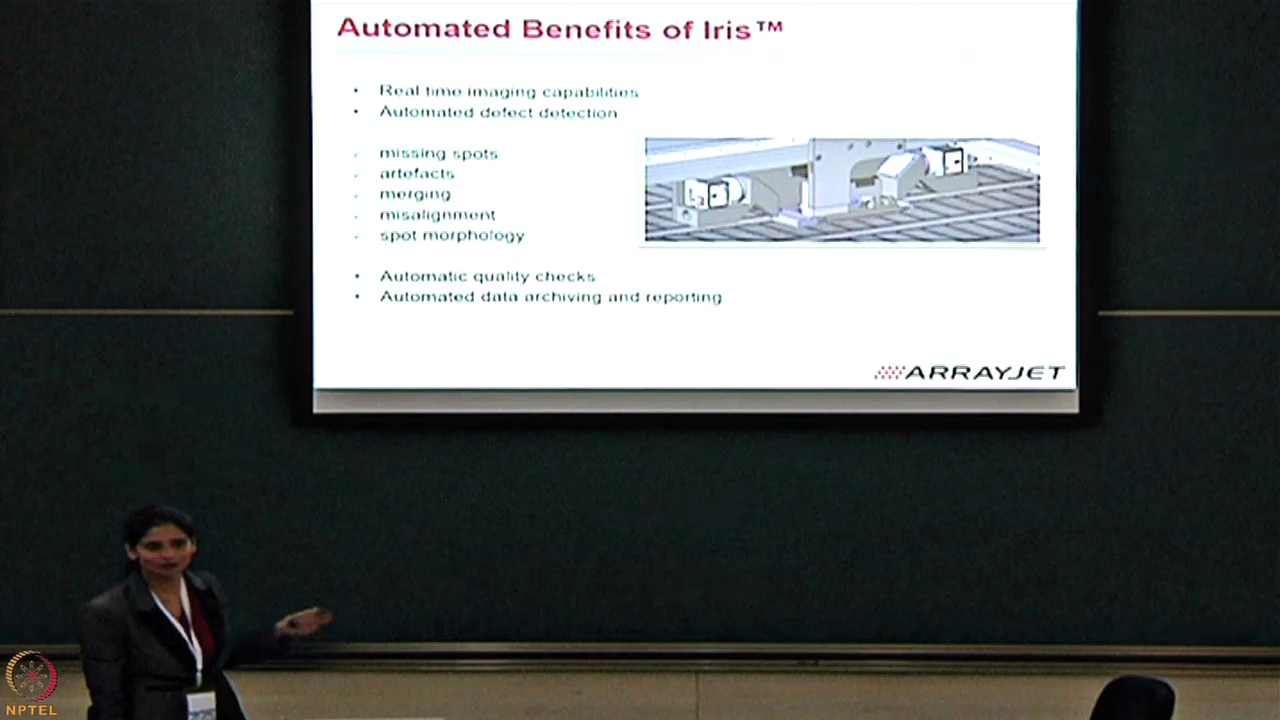 Automated Benefits of Iris™
• Real time imaging capabilities
• Automated defect detection
- missing spots
- artefacts
- merging
- misalignment
- spot morphology
• Automatic quality checks
• Automated data archiving and reporting
ARRAYJET
NPTEL